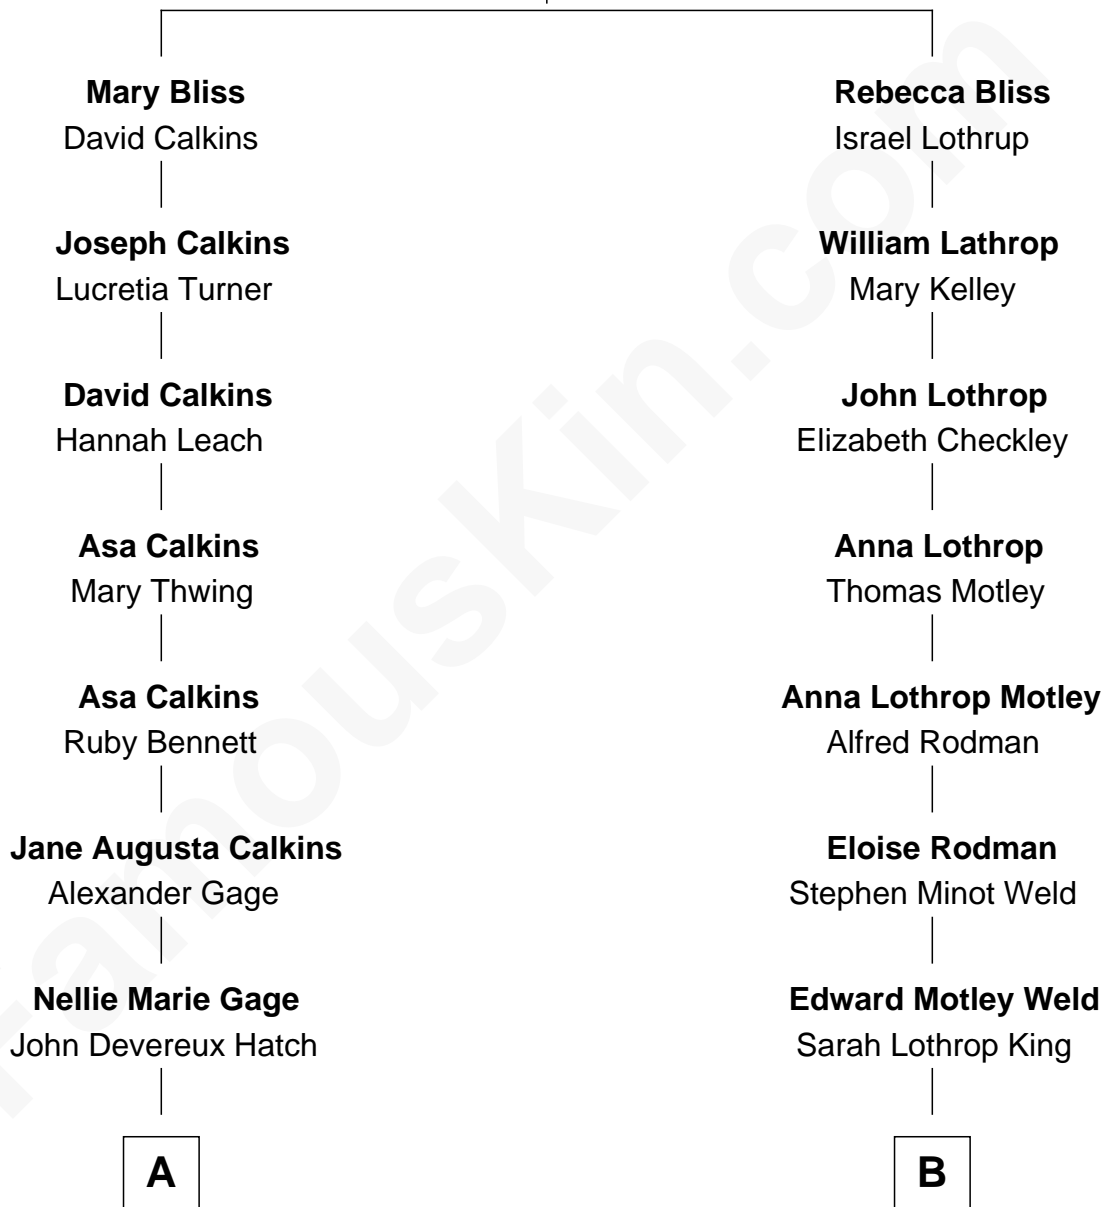 Mary Bliss
David Calkins
Joseph Calkins
Lucretia Turner
David Calkins
Hannah Leach
Asa Calkins
Mary Thwing
Asa Calkins
Ruby Bennett
Jane Augusta Calkins
Alexander Gage
Nellie Marie Gage
John Devereux Hatch
A
Rebecca Bliss
Israel Lothrup
William Lathrop
Mary Kelley
John Lothrop
Elizabeth Checkley
Anna Lothrop
Thomas Motley
Anna Lothrop Motley
Alfred Rodman
Eloise Rodman
Stephen Minot Weld
Edward Motley Weld
Sarah Lothrop King
B
FamousKin.com